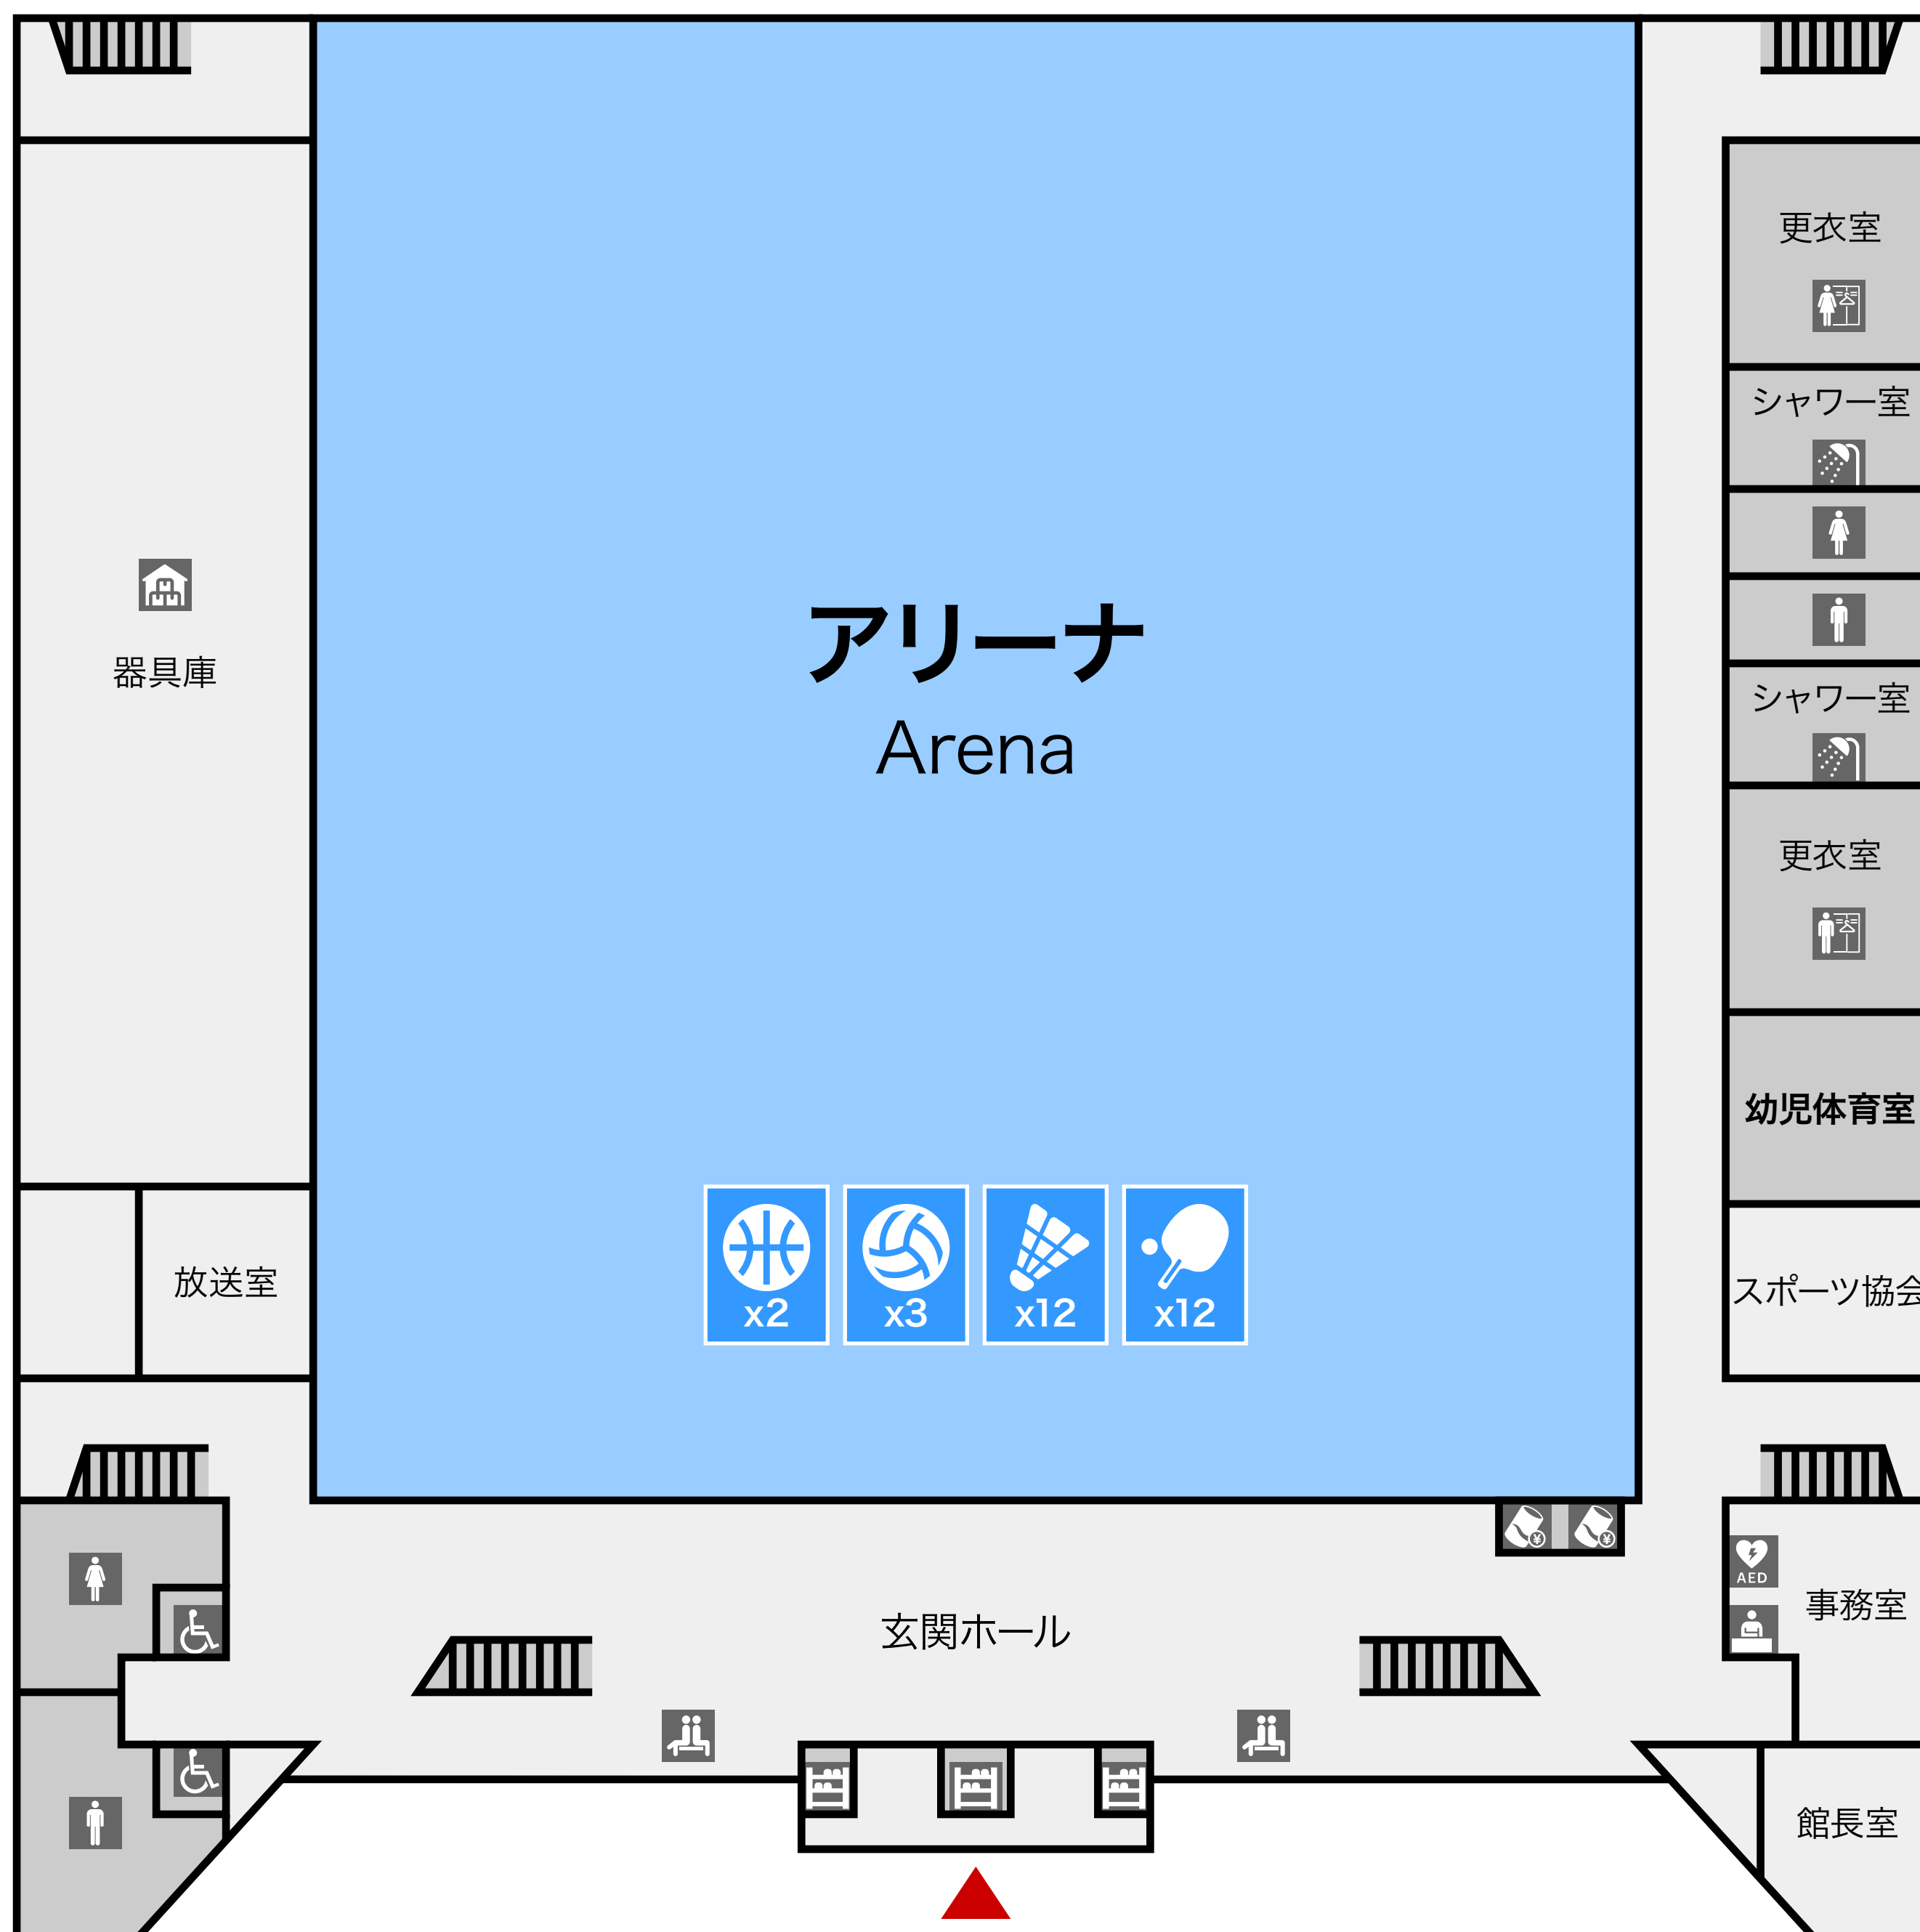 更衣室
シャワー室
器具庫
アリーナ
Arena
シャワー室
更衣室
幼児体育室
放送室
x2
x3
x12
x12
スポーツ協会
AED
事務室
玄関ホール
館長室